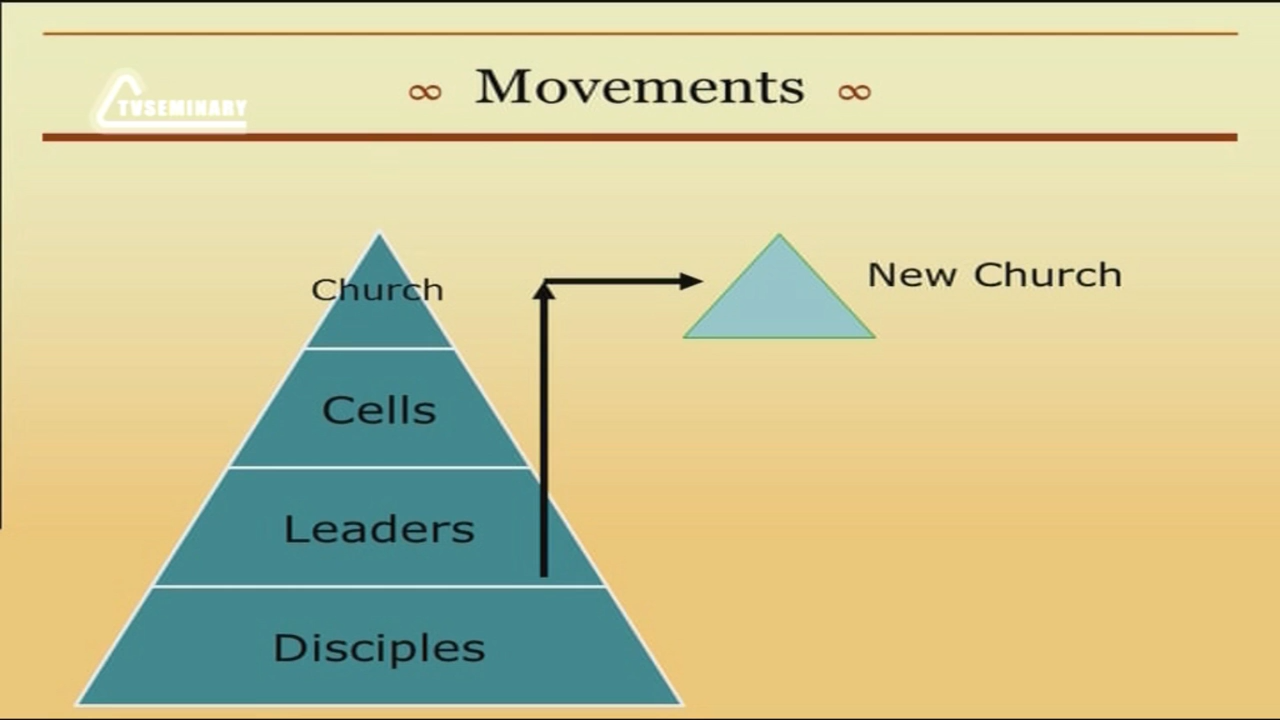 ∞ Movements ∞
TVSEMINARY
Church
New Church
Cells
Leaders
Disciples